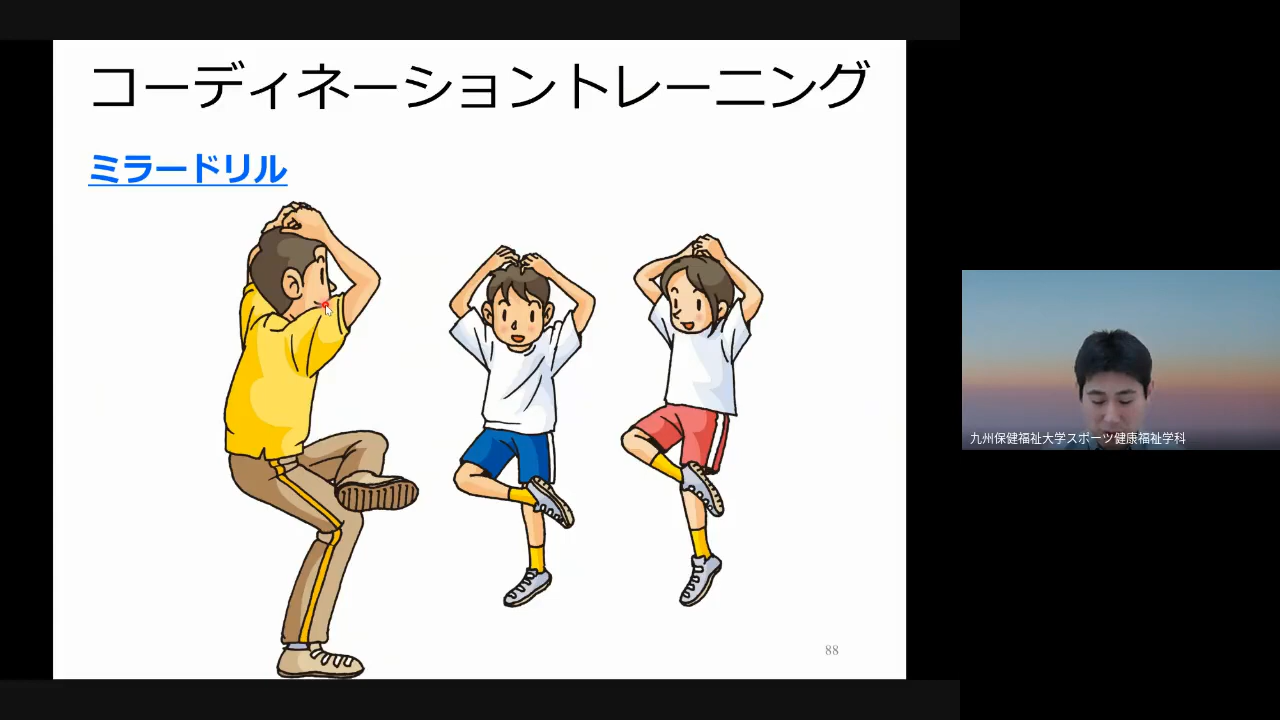 コーディネーショントレーニング
ミラードリル
88
九州保健福祉大学スポーツ健康福祉学科